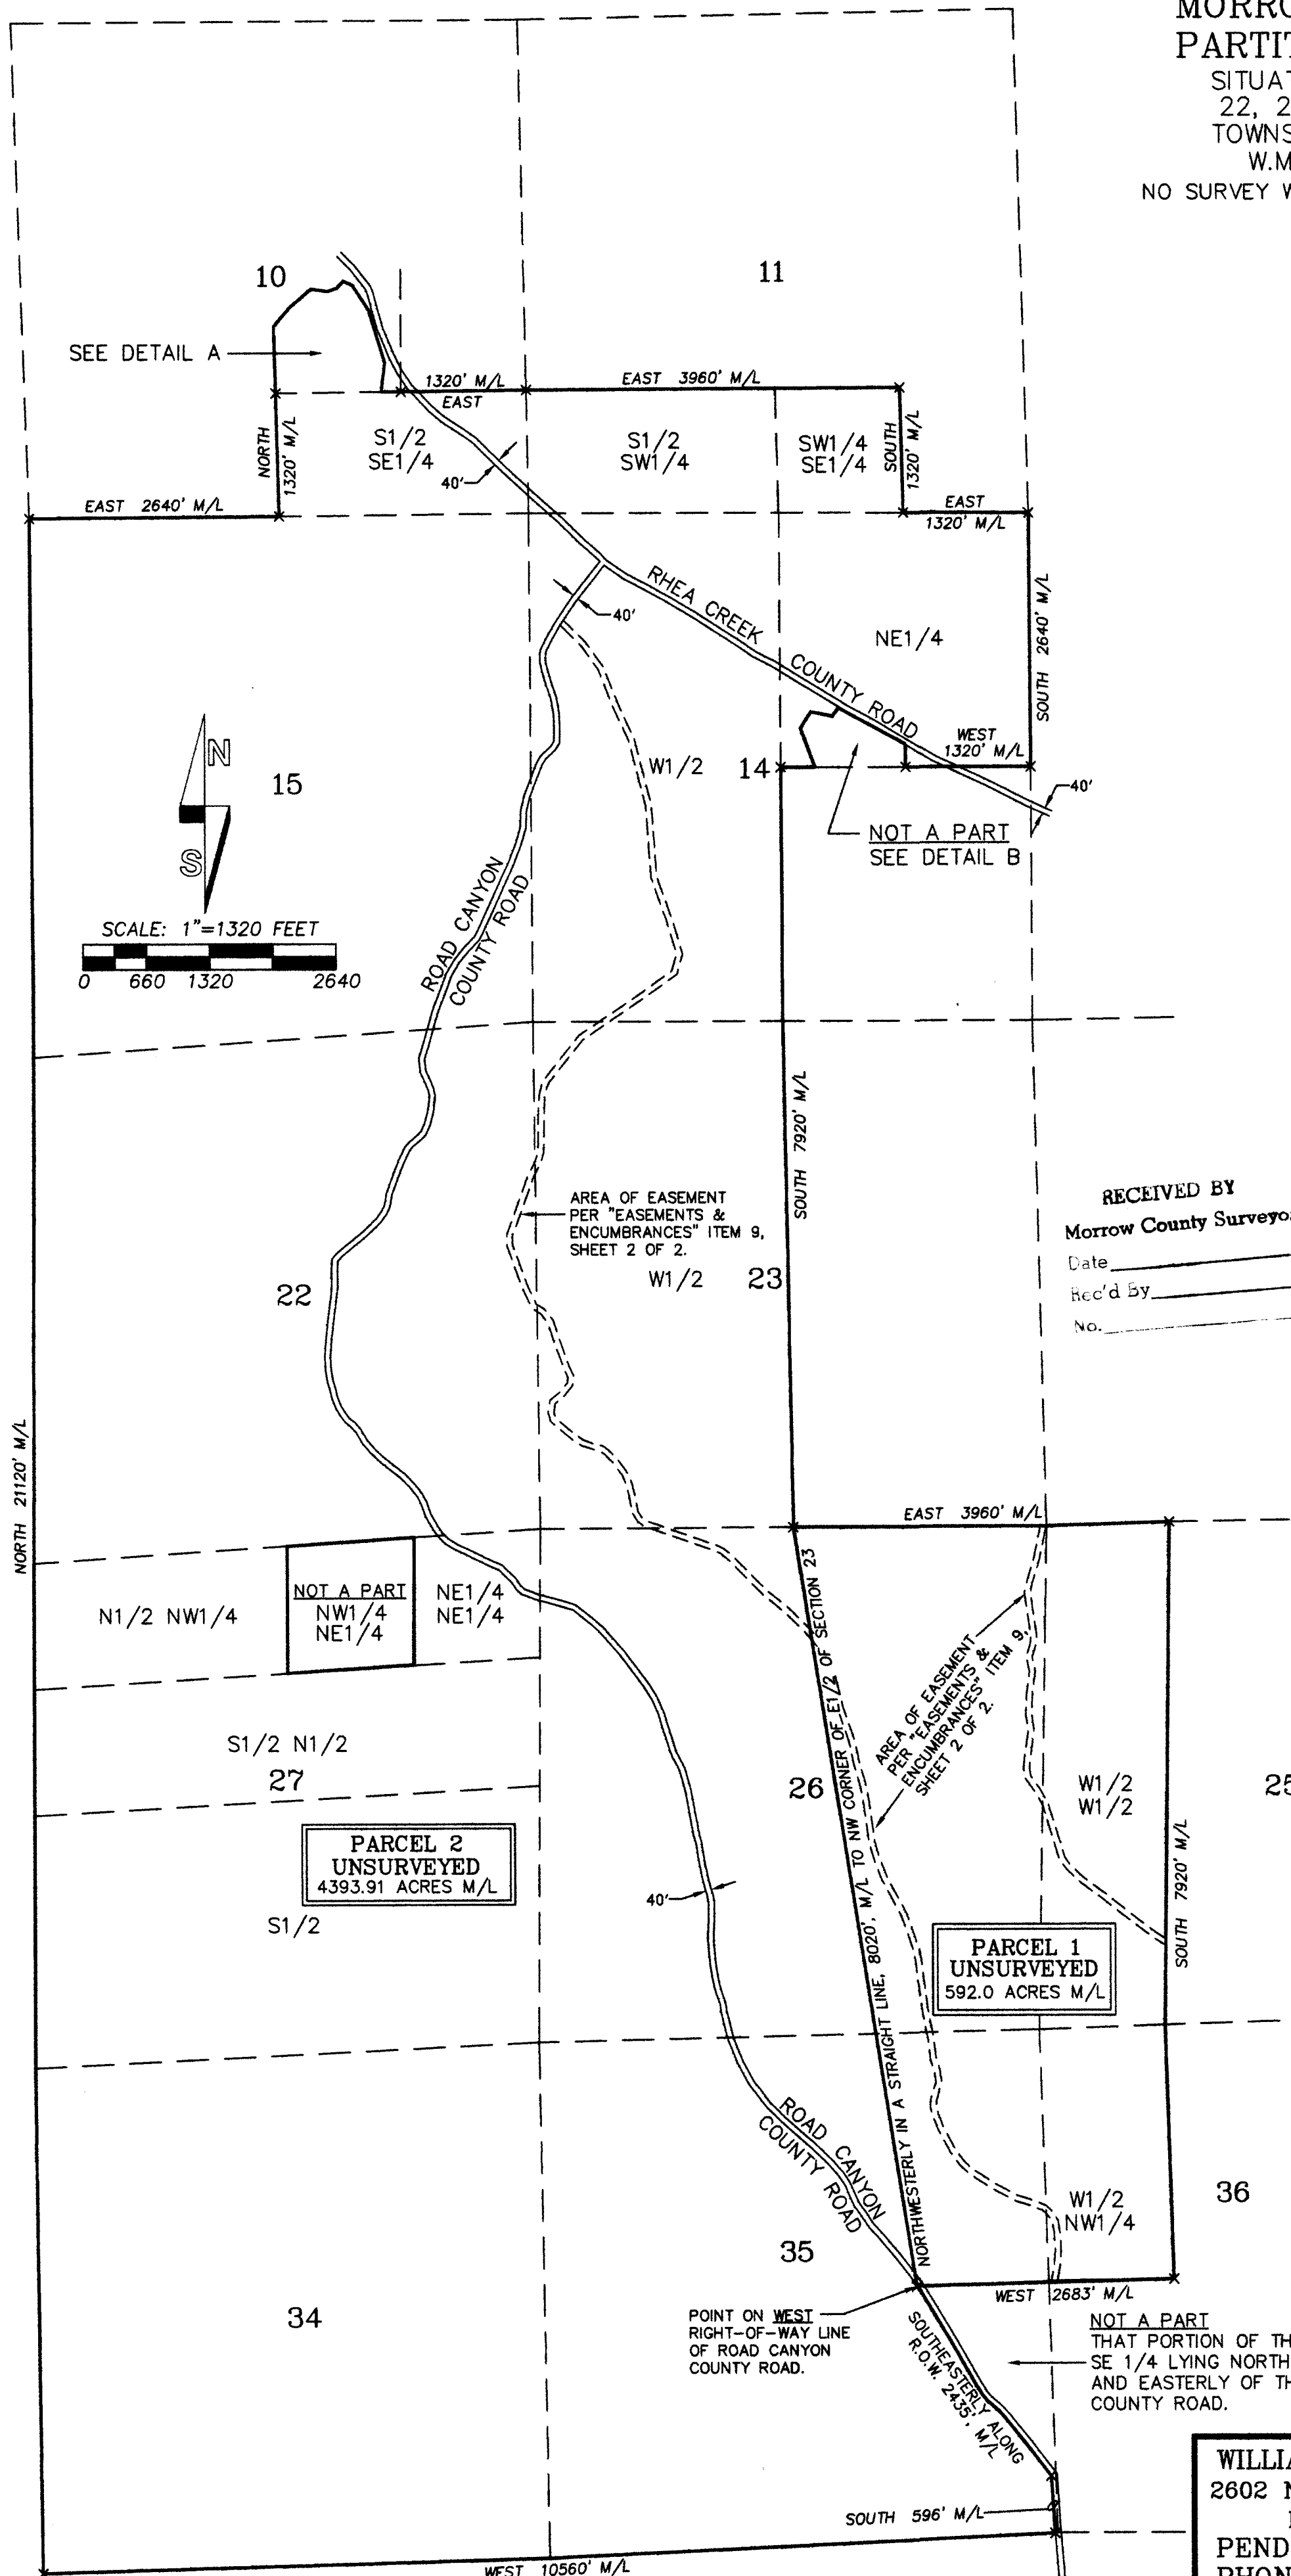 MORRO
PARTIT
SITUAT
22, 2
TOWNS
W.M
NO SURVEY W
10
11
SEE DETAIL A
1320' M/L
EAST
EAST 3960' M/L
NORTH
1320' M/L
S1/2
SE1/4
40'
S1/2
SW1/4
SW1/4
SE1/4
SOUTH
1320' M/L
EAST 2640' M/L
EAST
1320' M/L
RHEA CREEK COUNTY ROAD
40'
NE1/4
SOUTH 2640' M/L
N
S
15
W1/2
14
WEST
1320' M/L
40'
NOT A PART
SEE DETAIL B
SCALE: 1"=1320 FEET
0 660 1320 2640
ROAD CANYON
COUNTY ROAD
SOUTH 7920' M/L
AREA OF EASEMENT
PER "EASEMENTS &
ENCUMBRANCES" ITEM 9,
SHEET 2 OF 2.
RECEIVED BY
Morrow County Surveyo
Date
Rec'd By
No.
22
W1/2
23
NORTH 21120' M/L
EAST 3960' M/L
N1/2 NW1/4
NOT A PART
NW1/4
NE1/4
NE1/4
NE1/4
S1/2 N1/2
27
NORTHWESTERLY IN A STRAIGHT LINE, 8020', M/L TO NW CORNER OF E1/2 OF SECTION 23
AREA OF EASEMENT
PER "EASEMENTS &
ENCUMBRANCES" ITEM 9,
SHEET 2 OF 2.
26
W1/2
W1/2
25
PARCEL 2
UNSURVEYED
4393.91 ACRES M/L
S1/2
40'
SOUTH 7920' M/L
PARCEL 1
UNSURVEYED
592.0 ACRES M/L
ROAD CANYON
COUNTY ROAD
W1/2
NW1/4
36
35
34
WEST 2683' M/L
POINT ON WEST
RIGHT-OF-WAY LINE
OF ROAD CANYON
COUNTY ROAD.
SOUTHEASTERLY ALONG
R.O.W. 2435', M/L
NOT A PART
THAT PORTION OF TH
SE 1/4 LYING NORTH
AND EASTERLY OF TH
COUNTY ROAD.
SOUTH 596' M/L
WEST 10560' M/L
WILLIA
2602 N
PEND
PHON